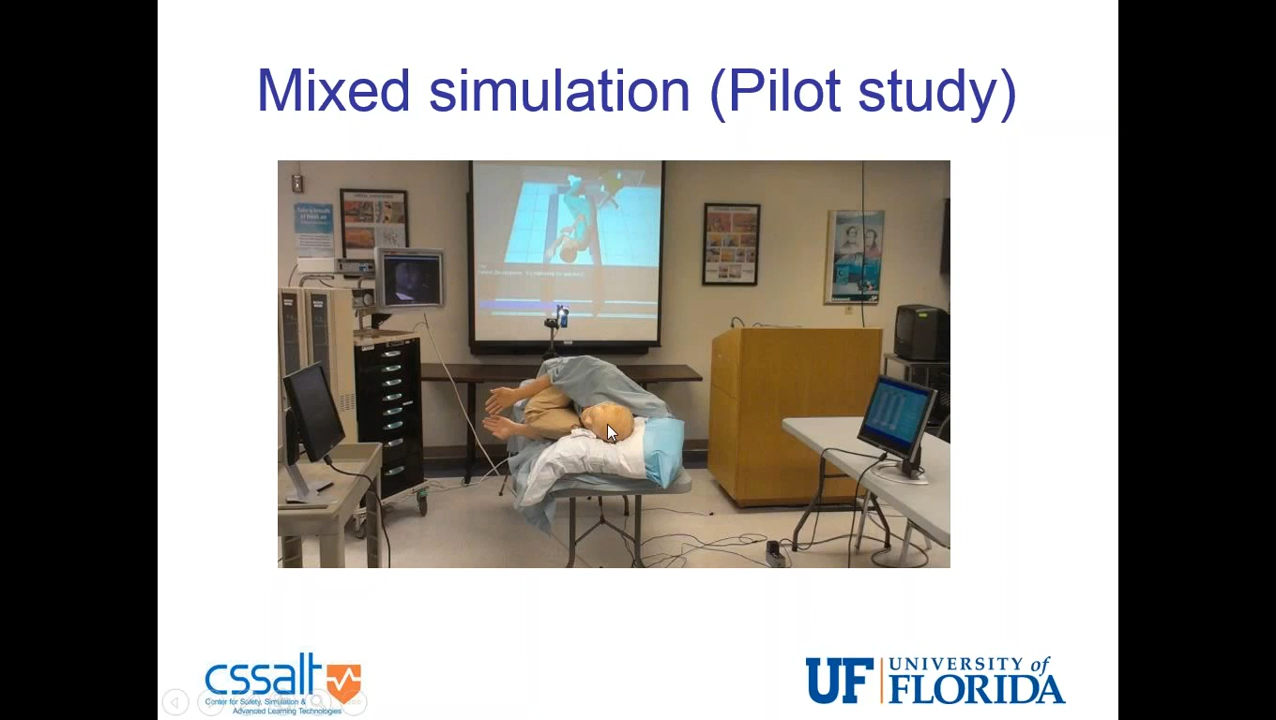 Mixed simulation (Pilot study)
cssalt
Center for Safety, Simulation &
Advanced Learning Technologies
UF
UNIVERSITY of
FLORIDA